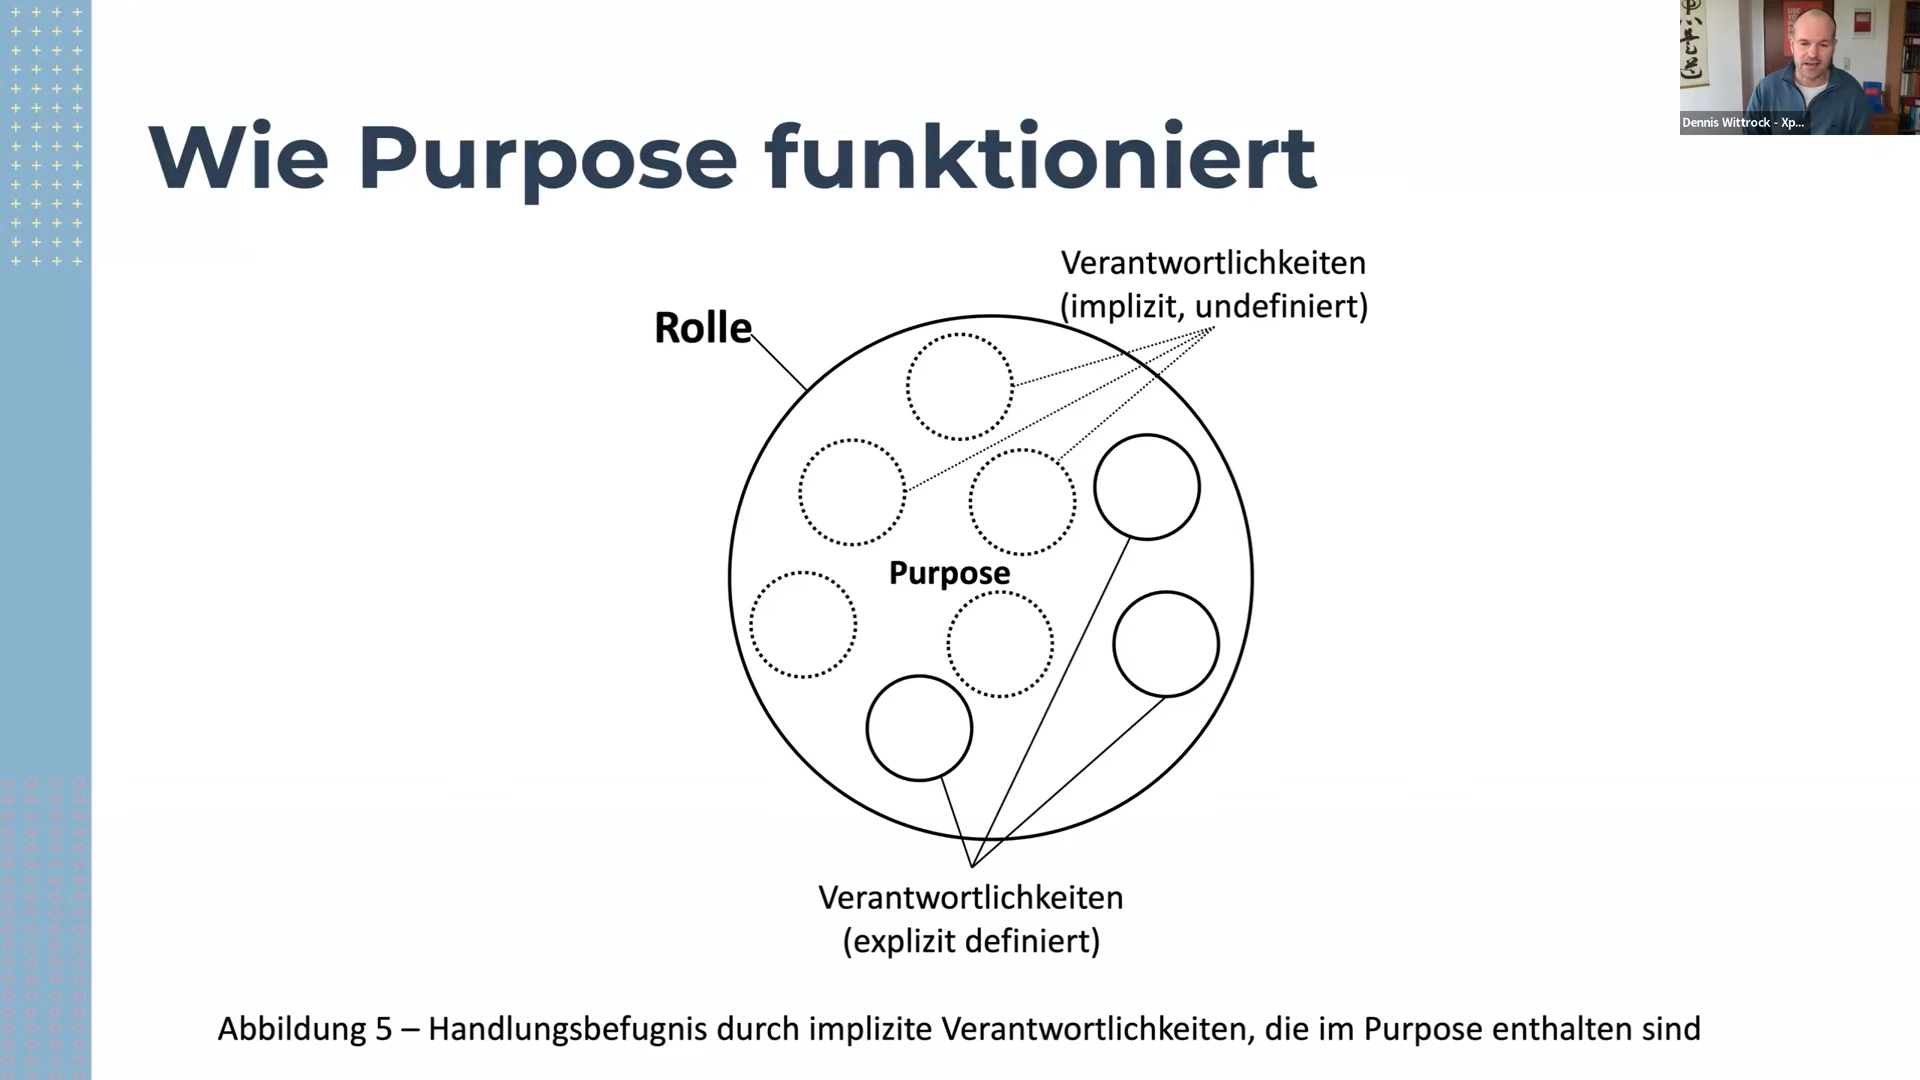 Wie Purpose funktioniert
Dennis Wittrock - Xp...
Verantwortlichkeiten
(implizit, undefiniert)
Rolle
Purpose
Verantwortlichkeiten
(explizit definiert)
Abbildung 5 – Handlungsbefugnis durch implizite Verantwortlichkeiten, die im Purpose enthalten sind